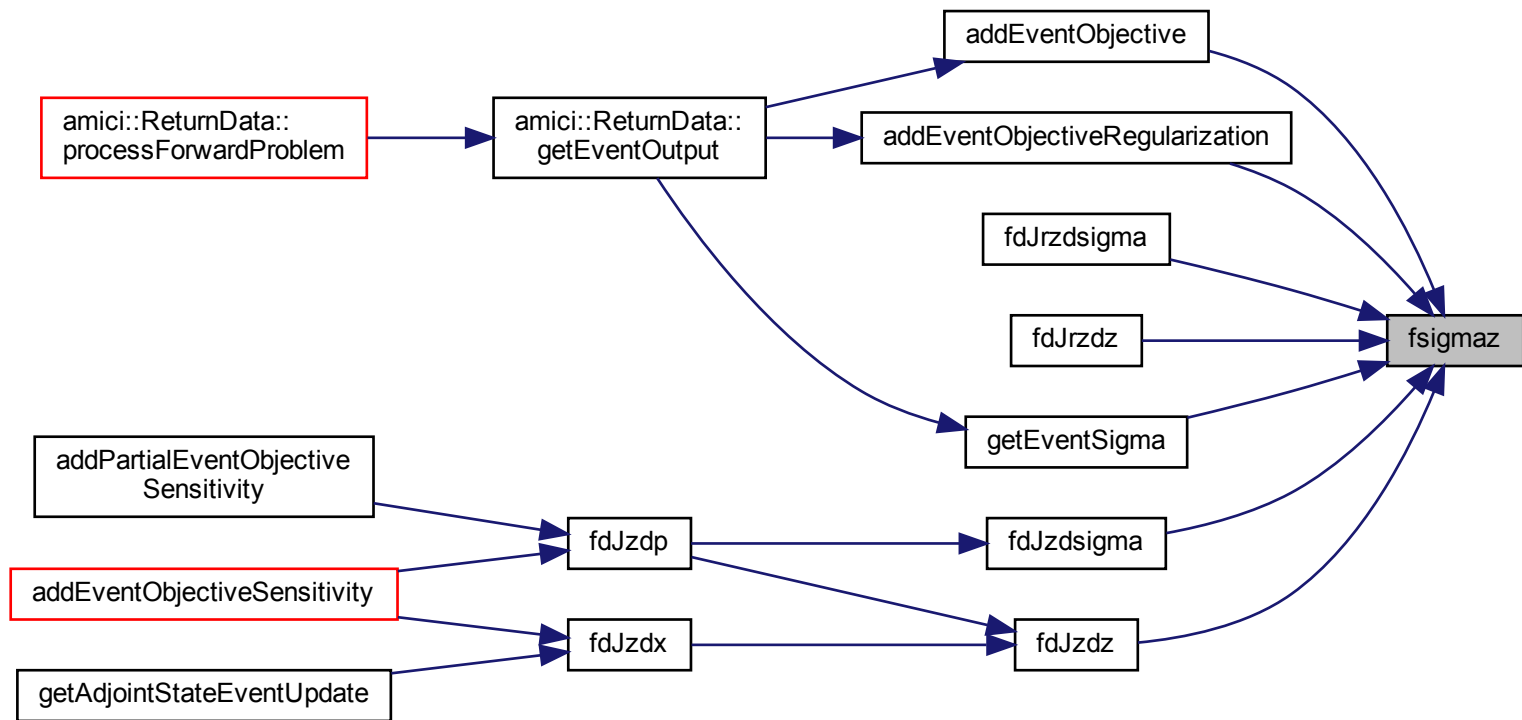 addEventObjective
amici::ReturnData::
processForwardProblem
amici::ReturnData::
getEventOutput
addEventObjectiveRegularization
fdJrzdsigma
fdJrzdz
fsigmaz
getEventSigma
addPartialEventObjective
Sensitivity
fdJzdp
fdJzdsigma
addEventObjectiveSensitivity
fdJzdx
fdJzdz
getAdjointStateEventUpdate